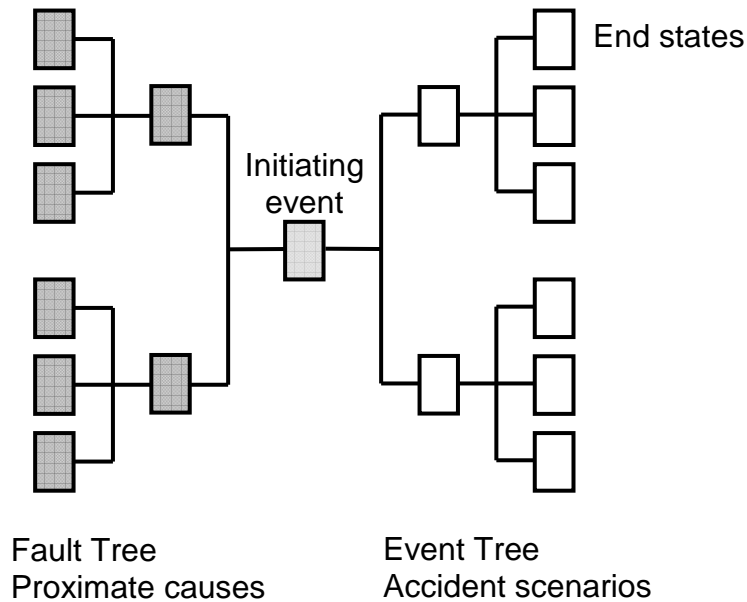 End states
Initiating
event
Fault Tree
Proximate causes
Event Tree
Accident scenarios